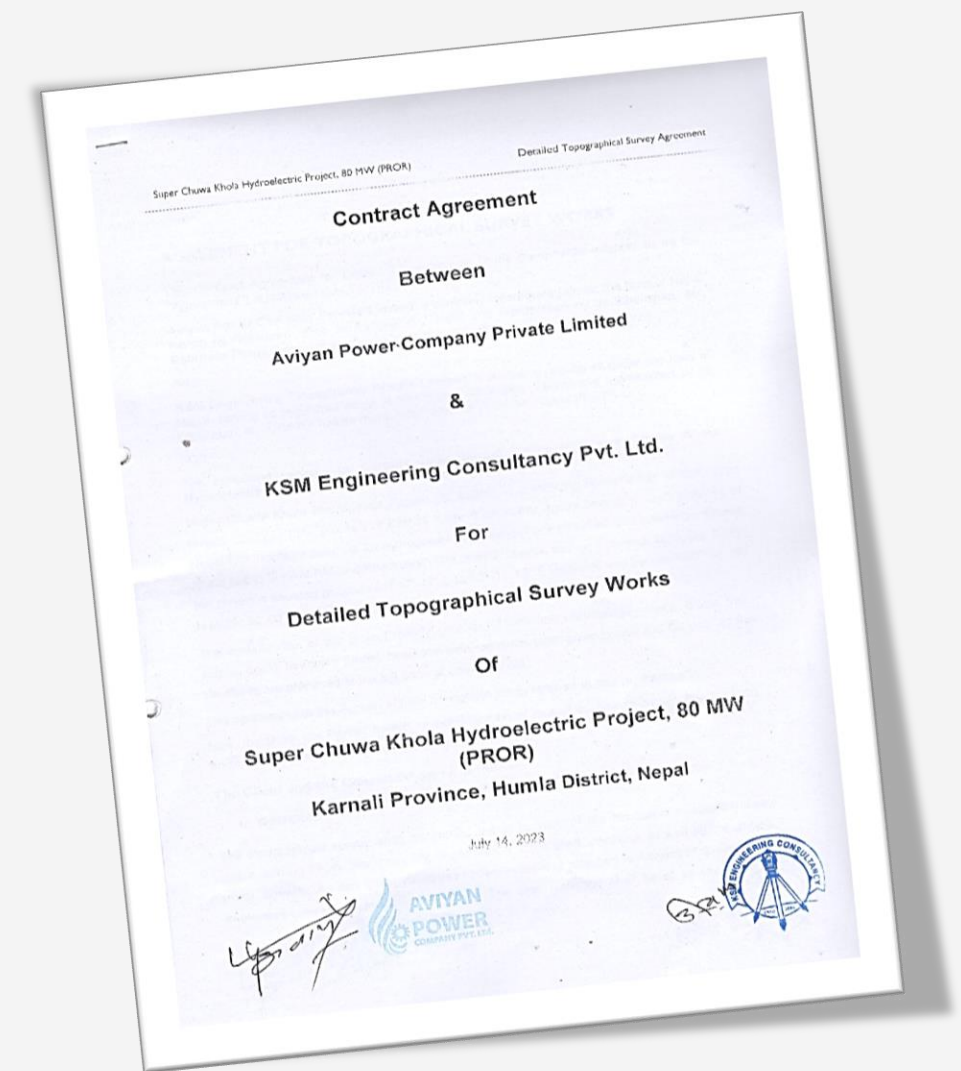 Super Chuwa Khola Hydroelectric Project, 80 MW (PROR)
Detailed Topographical Survey Agreement
Contract Agreement
Between
Aviyan Power Company Private Limited
&
KSM Engineering Consultancy Pvt. Ltd.
For
Detailed Topographical Survey Works
Of
Super Chuwa Khola Hydroelectric Project, 80 MW
(PROR)
Karnali Province, Humla District, Nepal
July 14, 2023
AVIYAN
POWER
COMPANY PVT. LTD.
KSM ENGINEERING CONSULTANCY